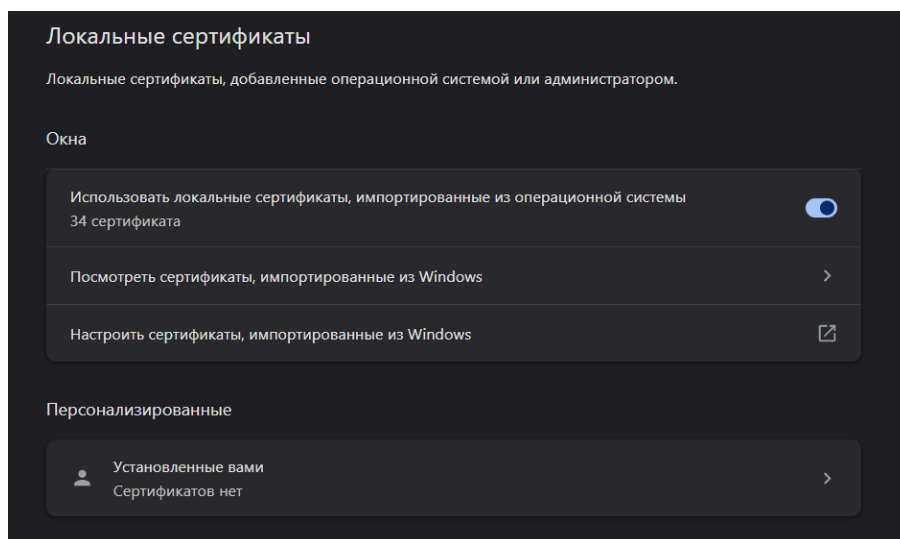 Локальные сертификаты
Локальные сертификаты, добавленные операционной системой или администратором.
Окна
Использовать локальные сертификаты, импортированные из операционной системы
34 сертификата
Посмотреть сертификаты, импортированные из Windows
Настроить сертификаты, импортированные из Windows
Персонализированные
Установленные вами
Сертификатов нет